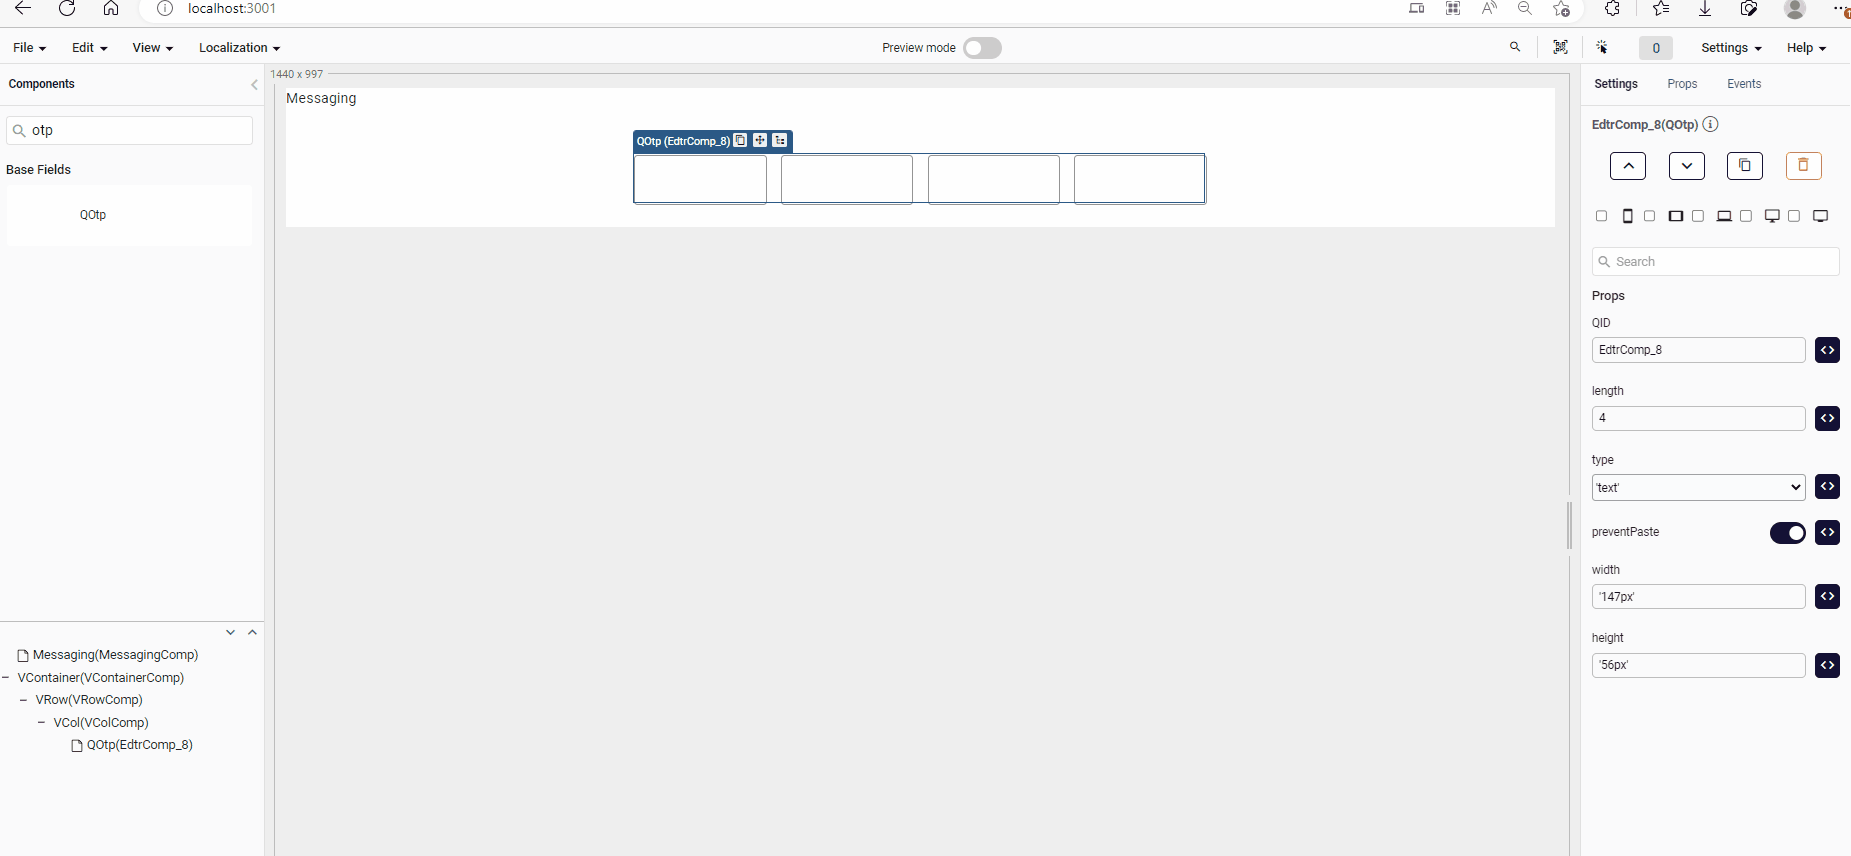 localhost:3001
File Edit View Localization Preview mode 0 Settings Help
Components
otp
Base Fields
QOtp
Messaging(MessagingComp)
VContainer(VContainerComp)
VRow(VRowComp)
VCol(VColComp)
QOtp(EdtrComp_8)
1440 x 997
Messaging
QOtp (EdtrComp_8)
Settings Props Events
EdtrComp_8(QOtp)
Search
Props
QID
EdtrComp_8
length
4
type
'text'
preventPaste
width
'147px'
height
'56px'